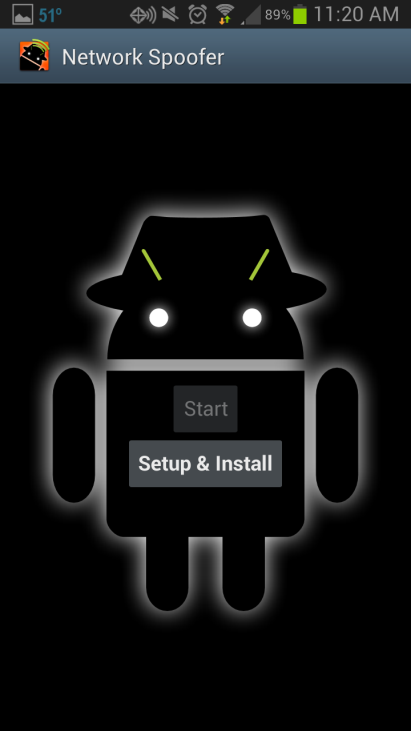 51° 89% 11:20 AM
Network Spoofer
Start
Setup & Install